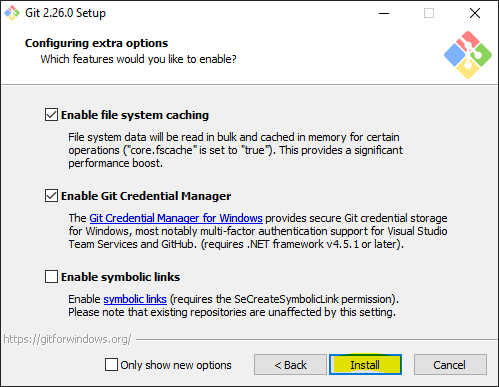 Git 2.26.0 Setup
Configuring extra options
Which features would you like to enable?
Enable file system caching
File system data will be read in bulk and cached in memory for certain
operations ("core.fscache" is set to "true"). This provides a significant
performance boost.
Enable Git Credential Manager
The Git Credential Manager for Windows provides secure Git credential storage
for Windows, most notably multi-factor authentication support for Visual Studio
Team Services and GitHub. (requires .NET framework v4.5.1 or later).
Enable symbolic links
Enable symbolic links (requires the SeCreateSymbolicLink permission).
Please note that existing repositories are unaffected by this setting.
https://gitforwindows.org/
Only show new options
< Back
Install
Cancel